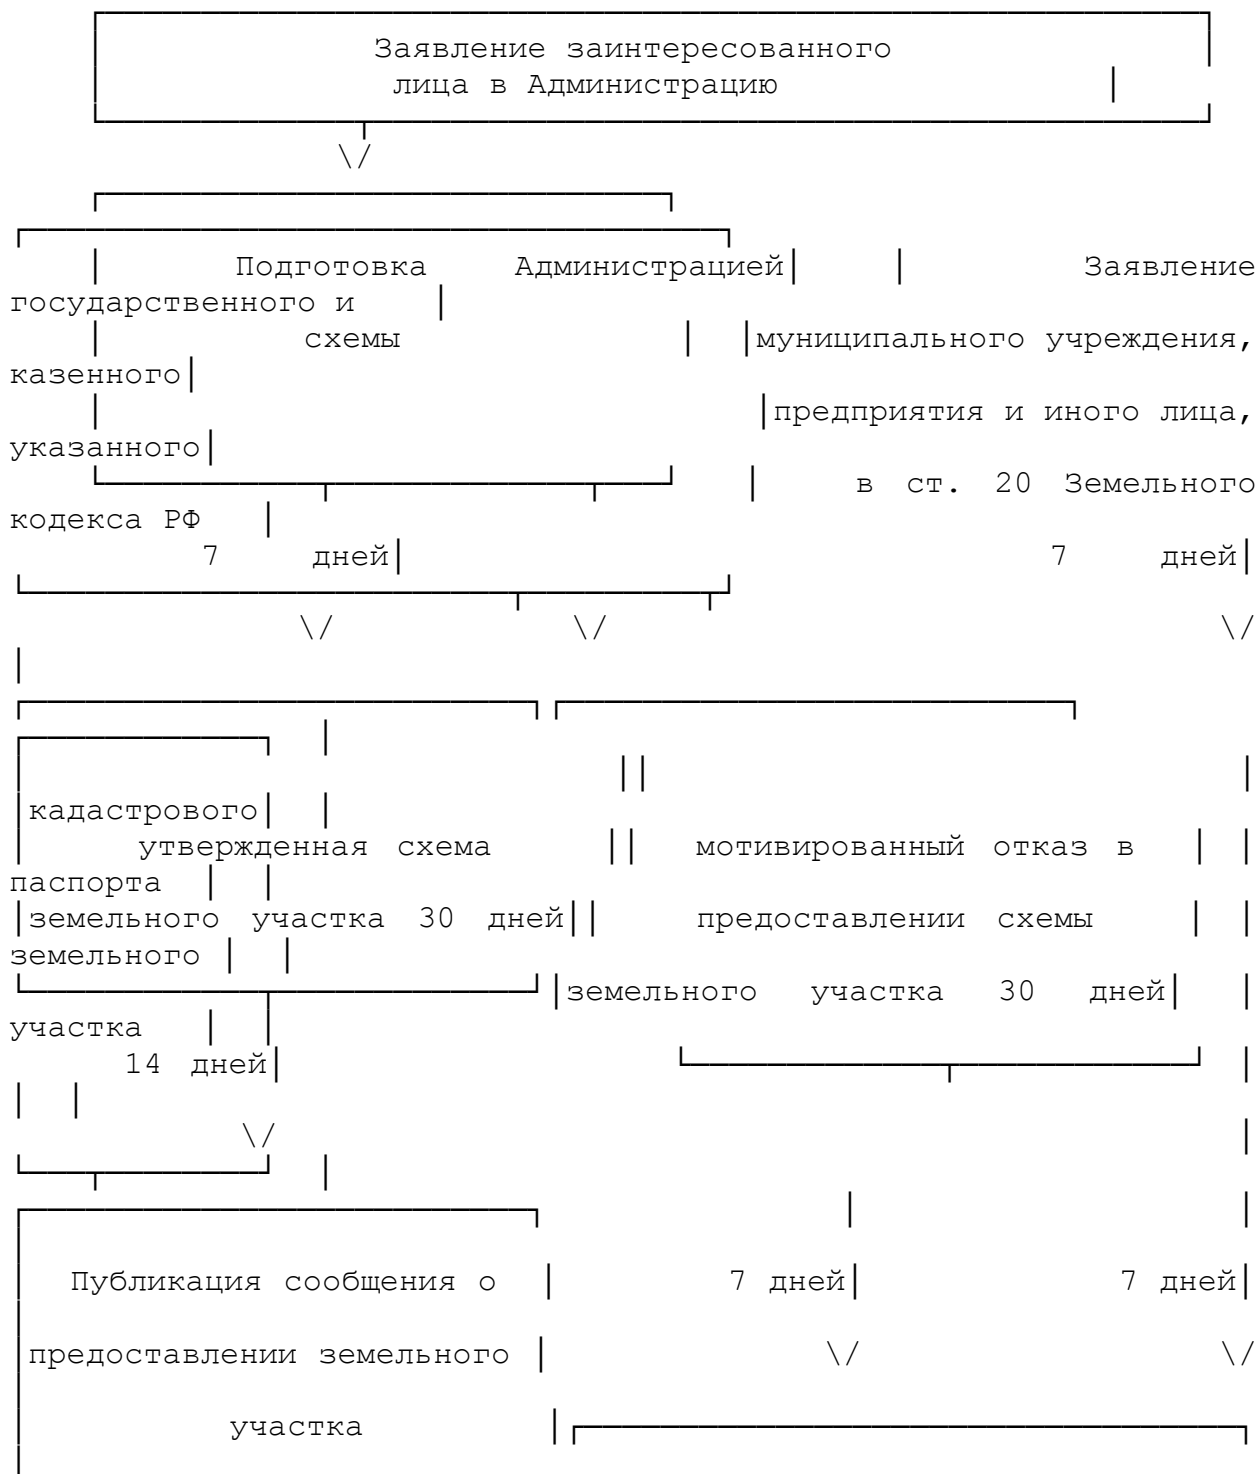 Заявление заинтересованного
лица в Администрацию
\/
Подготовка Администрацией Заявление
государственного и
схемы муниципального учреждения,
казенного
предприятия и иного лица,
указанного
в ст. 20 Земельного
кодекса РФ
7 дней 7 дней
\/ \/ \/
кадастрового
утвержденная схема мотивированный отказ в
паспорта
земельного участка 30 дней предоставлении схемы
земельного
земельного участка 30 дней
участка
14 дней
\/
Публикация сообщения о 7 дней 7 дней
предоставлении земельного \/ \/
участка